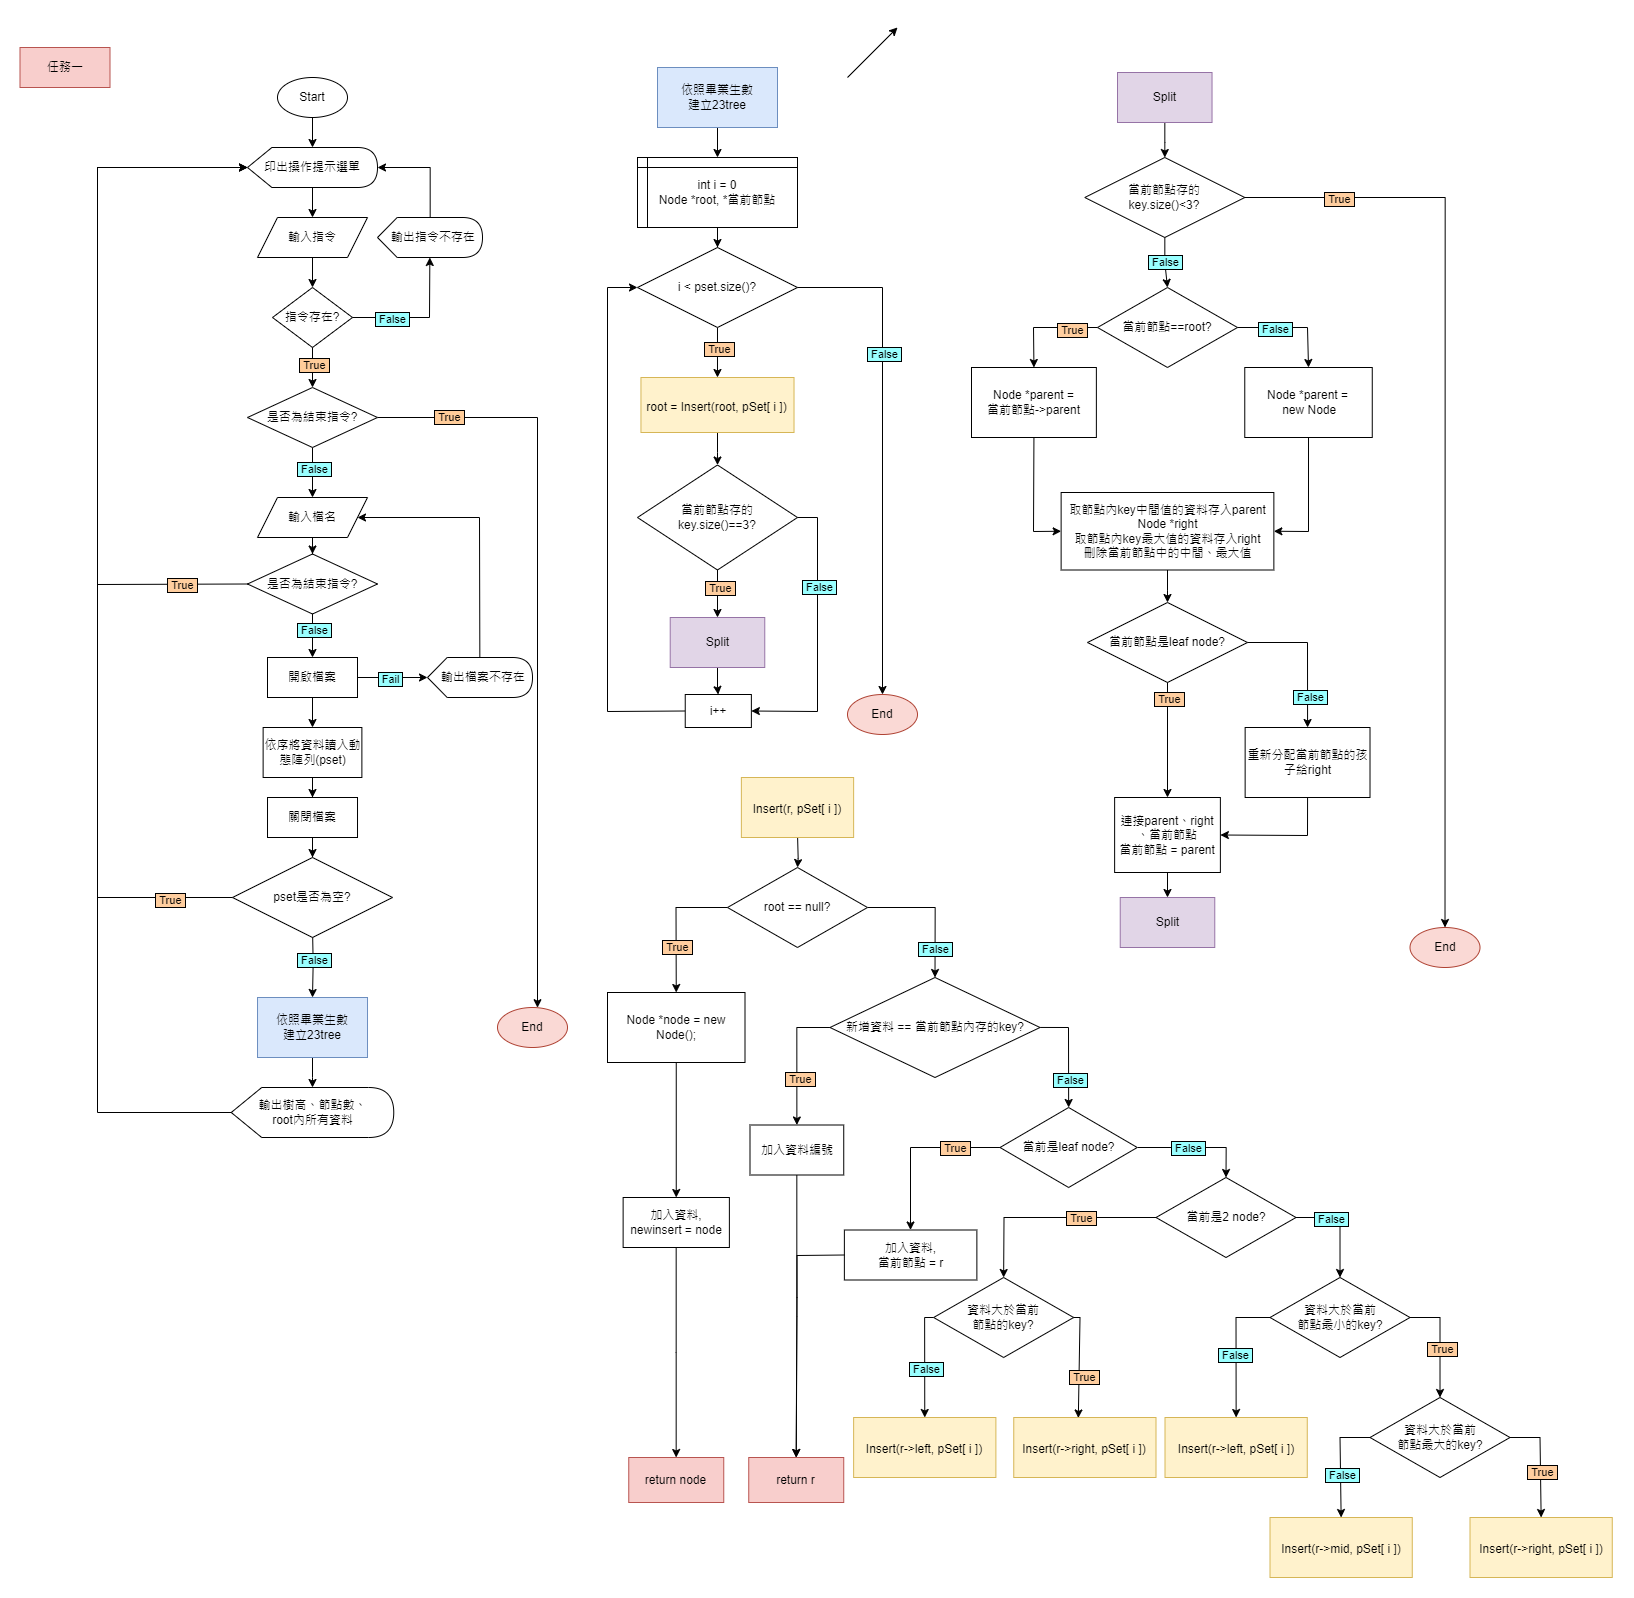 任務一
Start
印出操作提示選單
輸入指令
輸出指令不存在
指令存在?
False
True
是否為結束指令?
True
False
輸入檔名
是否為結束指令?
True
False
開啟檔案
Fail
輸出檔案不存在
依序將資料讀入動
態陣列(pset)
關閉檔案
pset是否為空?
True
False
依照畢業生數
建立23tree
End
輸出樹高、節點數、
root內所有資料
依照畢業生數
建立23tree
int i = 0
Node *root, *當前節點
i < pset.size()?
True
False
root = Insert(root, pSet[ i ])
當前節點存的
key.size()==3?
True
False
Split
i++
End
Split
當前節點存的
key.size()<3?
True
False
當前節點==root?
True
False
Node *parent =
當前節點->parent
Node *parent =
new Node
取節點內key中間值的資料存入parent
Node *right
取節點內key最大值的資料存入right
刪除當前節點中的中間、最大值
當前節點是leaf node?
True
False
重新分配當前節點的孩
子給right
連接parent、right
、當前節點
當前節點 = parent
Split
End
Insert(r, pSet[ i ])
root == null?
True
False
Node *node = new
Node();
新增資料 == 當前節點內存的key?
True
False
加入資料編號
當前是leaf node?
True
False
加入資料,
newinsert = node
加入資料,
當前節點 = r
當前是2 node?
True
False
資料大於當前
節點的key?
False
True
資料大於當前
節點最小的key?
False
True
Insert(r->left, pSet[ i ])
Insert(r->right, pSet[ i ])
Insert(r->left, pSet[ i ])
資料大於當前
節點最大的key?
False
True
return node
return r
Insert(r->mid, pSet[ i ])
Insert(r->right, pSet[ i ])